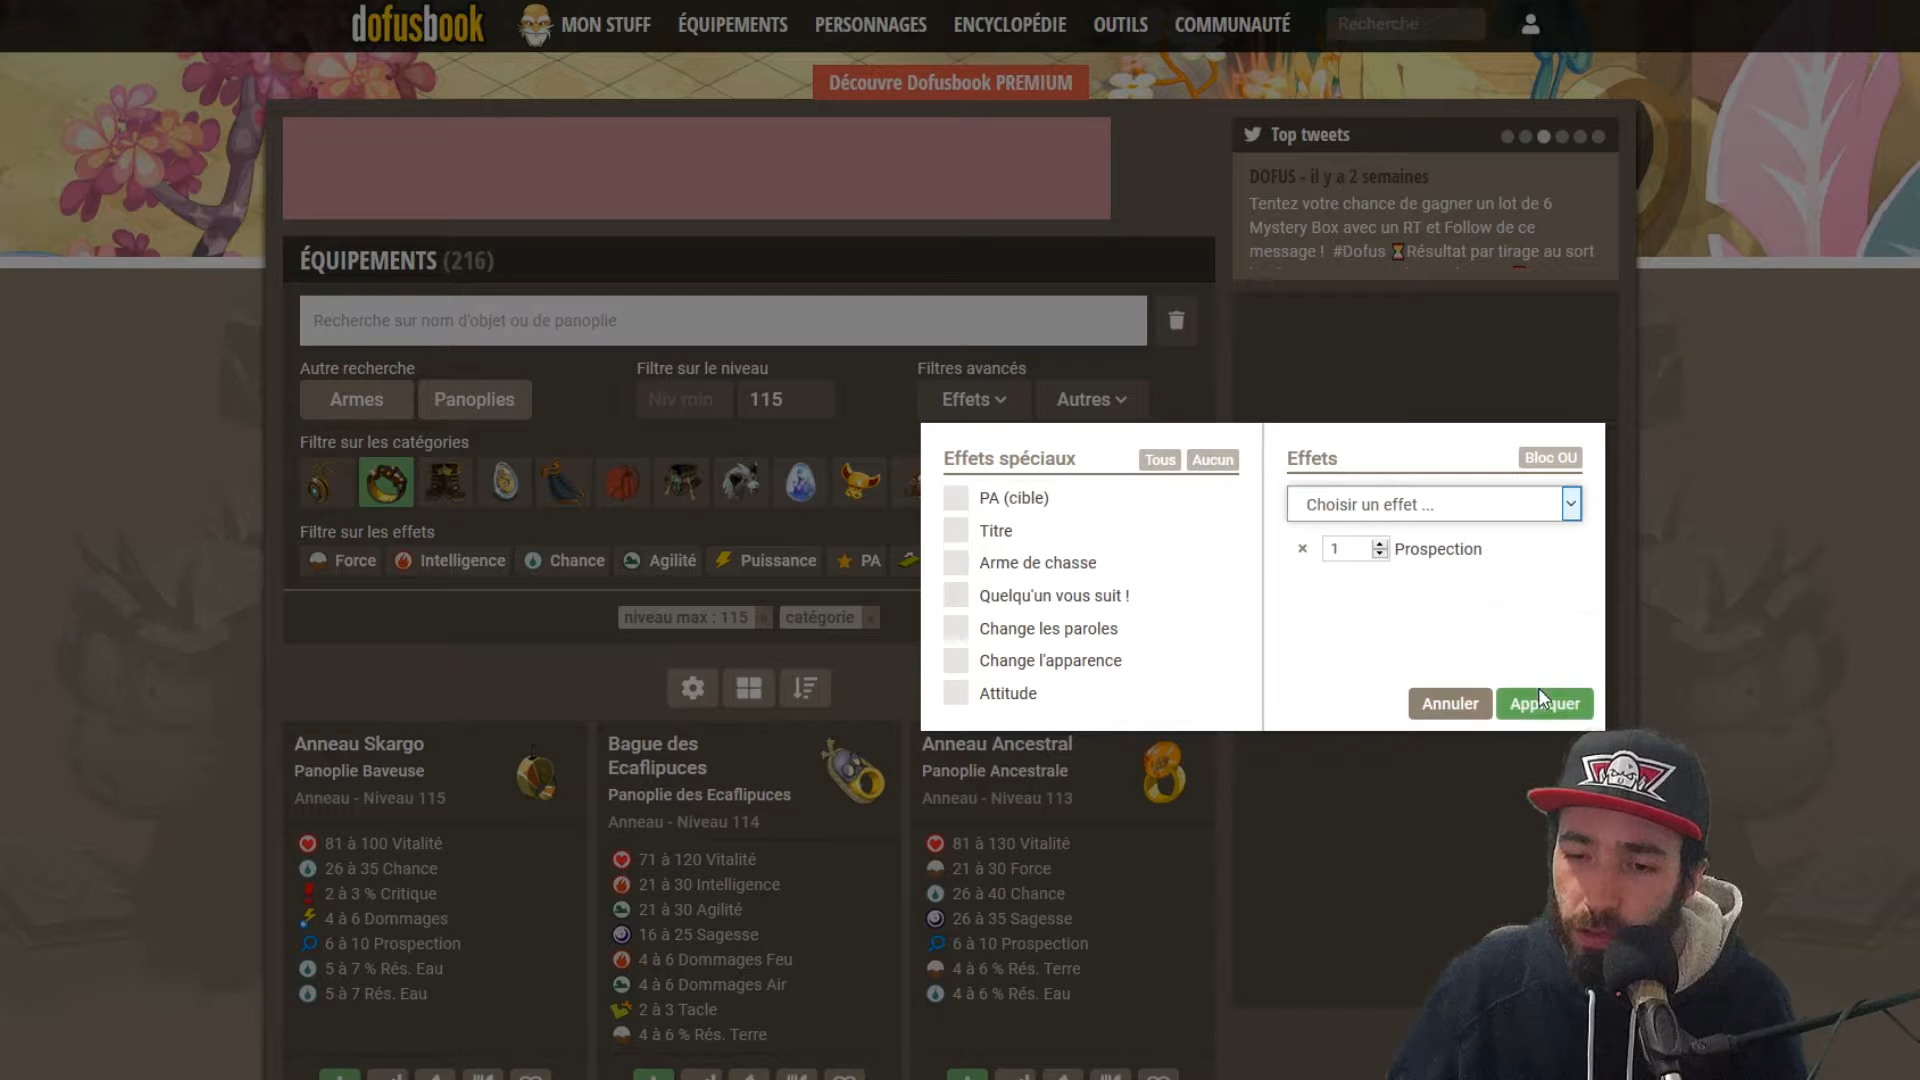 dofusbook
MON STUFF ÉQUIPEMENTS PERSONNAGES ENCYCLOPÉDIE OUTILS COMMUNAUTÉ Recherche
Découvre Dofusbook PREMIUM
Top tweets
DOFUS - il y a 2 semaines
Tentez votre chance de gagner un lot de 6
Mystery Box avec un RT et Follow de ce
message ! #Dofus ⌛Résultat par tirage au sort
ÉQUIPEMENTS (216)
Recherche sur nom d'objet ou de panoplie
Autre recherche Filtre sur le niveau Filtres avancés
Armes Panoplies Niv min 115 Effets Autres
Filtre sur les catégories
Filtre sur les effets
Force Intelligence Chance Agilité Puissance PA
niveau max : 115 × catégorie ×
Effets spéciaux Tous Aucun
PA (cible)
Titre
Arme de chasse
Quelqu'un vous suit !
Change les paroles
Change l'apparence
Attitude
Effets Bloc OU
Choisir un effet ...
× 1 Prospection
Annuler Appliquer
Anneau Skargo
Panoplie Baveuse
Anneau - Niveau 115
81 à 100 Vitalité
26 à 35 Chance
2 à 3 % Critique
4 à 6 Dommages
6 à 10 Prospection
5 à 7 % Rés. Eau
5 à 7 Rés. Eau
Bague des
Ecaflipuces
Panoplie des Ecaflipuces
Anneau - Niveau 114
71 à 120 Vitalité
21 à 30 Intelligence
21 à 30 Agilité
16 à 25 Sagesse
4 à 6 Dommages Feu
4 à 6 Dommages Air
2 à 3 Tacle
4 à 6 % Rés. Terre
Anneau Ancestral
Panoplie Ancestrale
Anneau - Niveau 113
81 à 130 Vitalité
21 à 30 Force
26 à 40 Chance
26 à 35 Sagesse
6 à 10 Prospection
4 à 6 % Rés. Terre
4 à 6 % Rés. Eau